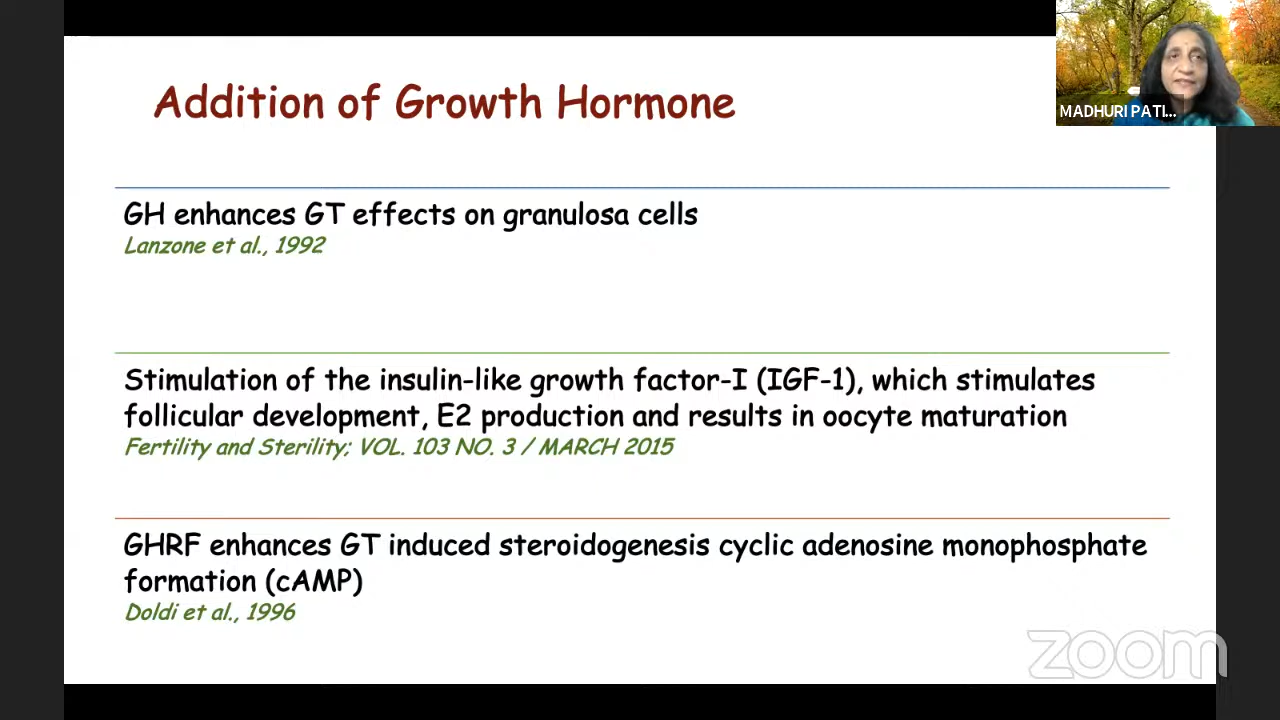 Addition of Growth Hormone
MADHURI PATI...
GH enhances GT effects on granulosa cells
Lanzone et al., 1992
Stimulation of the insulin-like growth factor-I (IGF-1), which stimulates
follicular development, E2 production and results in oocyte maturation
Fertility and Sterility; VOL. 103 NO. 3 / MARCH 2015
GHRF enhances GT induced steroidogenesis cyclic adenosine monophosphate
formation (cAMP)
Doldi et al., 1996
zoom